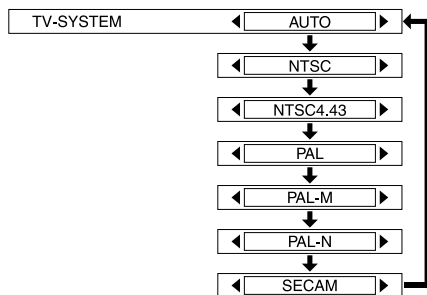 TV-SYSTEM AUTO
NTSC
NTSC4.43
PAL
PAL-M
PAL-N
SECAM